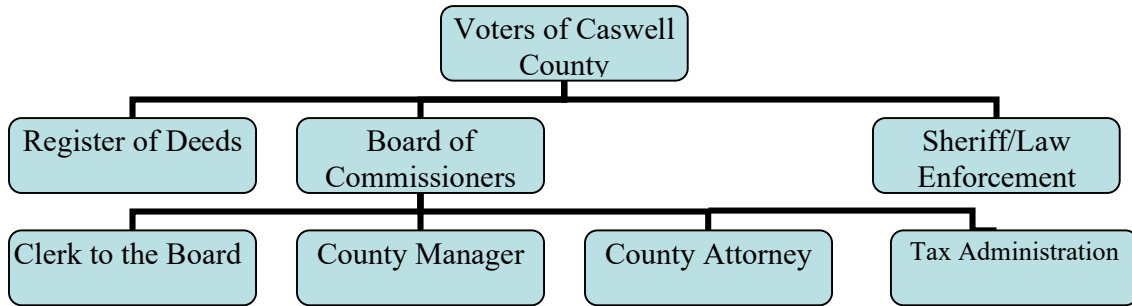 Voters of Caswell
County
Register of Deeds
Board of
Commissioners
Sheriff/Law
Enforcement
Clerk to the Board
County Manager
County Attorney
Tax Administration